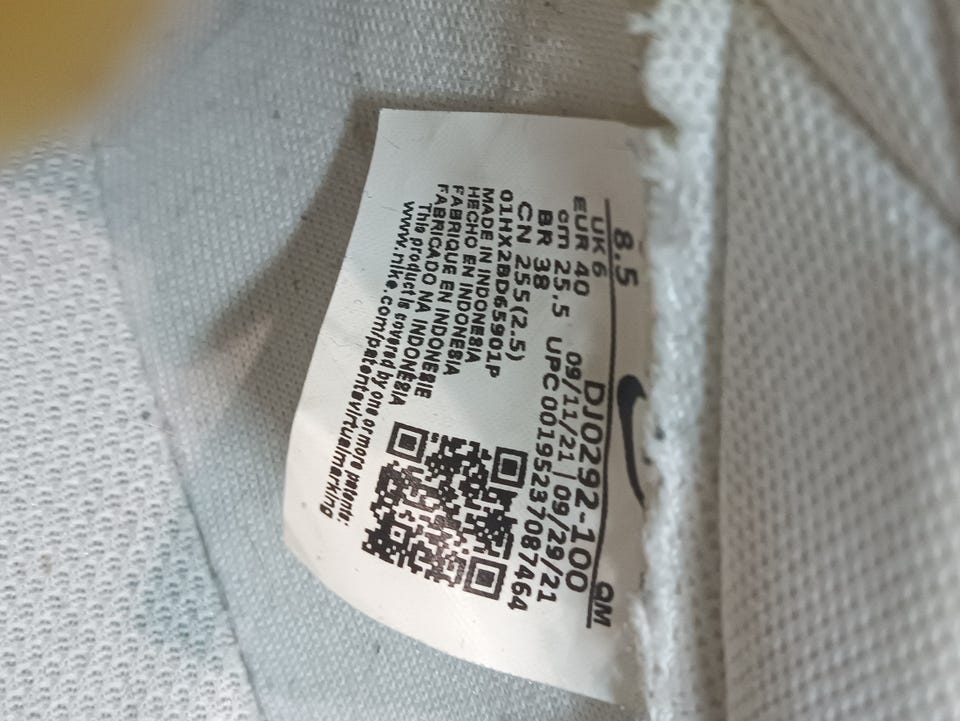 8.5
UK 6
EUR 40
cm 25.5 09/11/21 | 09/29/21
BR 38 UPC 00195237087464
CN 255(2.5)
DJ0292-100 QM
01HX2BD65901P
MADE IN INDONESIA
HECHO EN INDONESIA
FABRIQUE EN INDONESIE
FABRICADO NA INDONESIA
This product is covered by one or more patents:
www.nike.com/patentsvirtualmarking